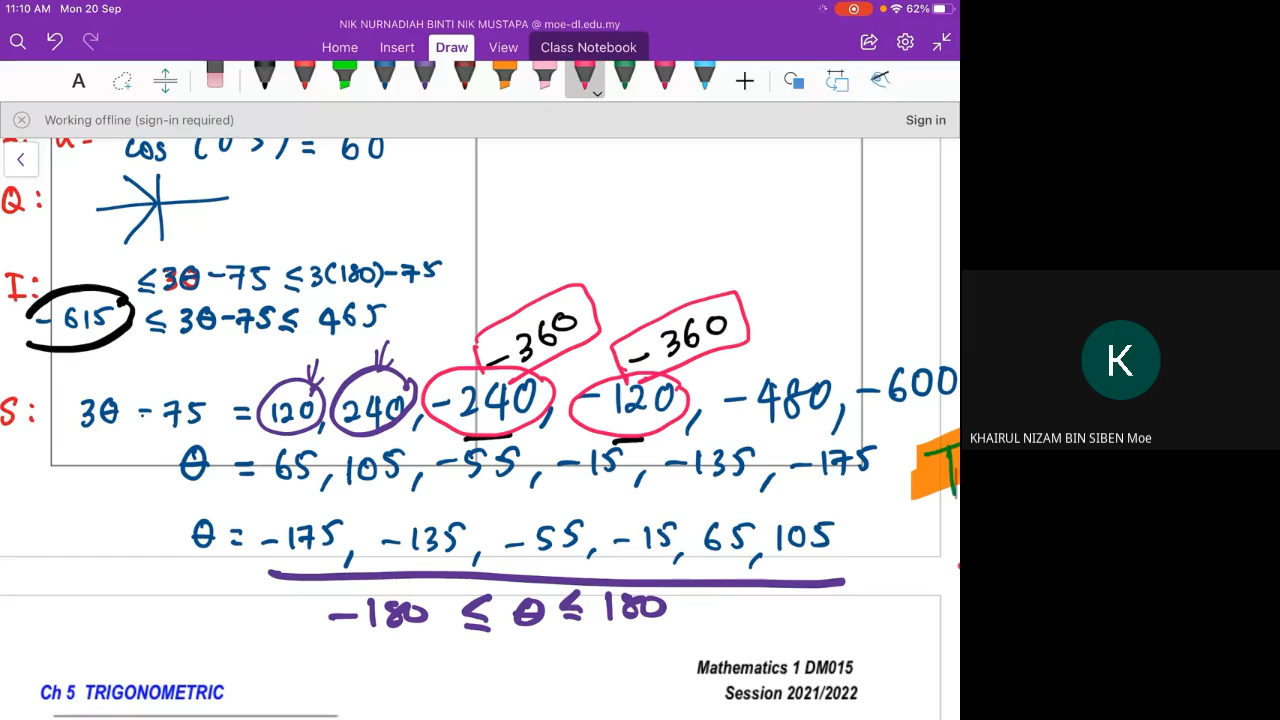 11:10 AM Mon 20 Sep 62%
NIK NURNADIAH BINTI NIK MUSTAPA @ moe-dl.edu.my
Home Insert Draw View Class Notebook
A
Working offline (sign-in required) Sign in
cos (0.5) = 60
Q:
I: ≤ 3θ - 75 ≤ 3(180) - 75
- 615 ≤ 3θ - 75 ≤ 465
- 360 - 360
S: 3θ - 75 = 120, 240, -240, -120, -480, -600
θ = 65, 105, -55, -15, -135, -175
T
θ = -175, -135, -55, -15, 65, 105
-180 ≤ θ ≤ 180
Mathematics 1 DM015
Ch 5 TRIGONOMETRIC Session 2021/2022
K
KHAIRUL NIZAM BIN SIBEN Moe